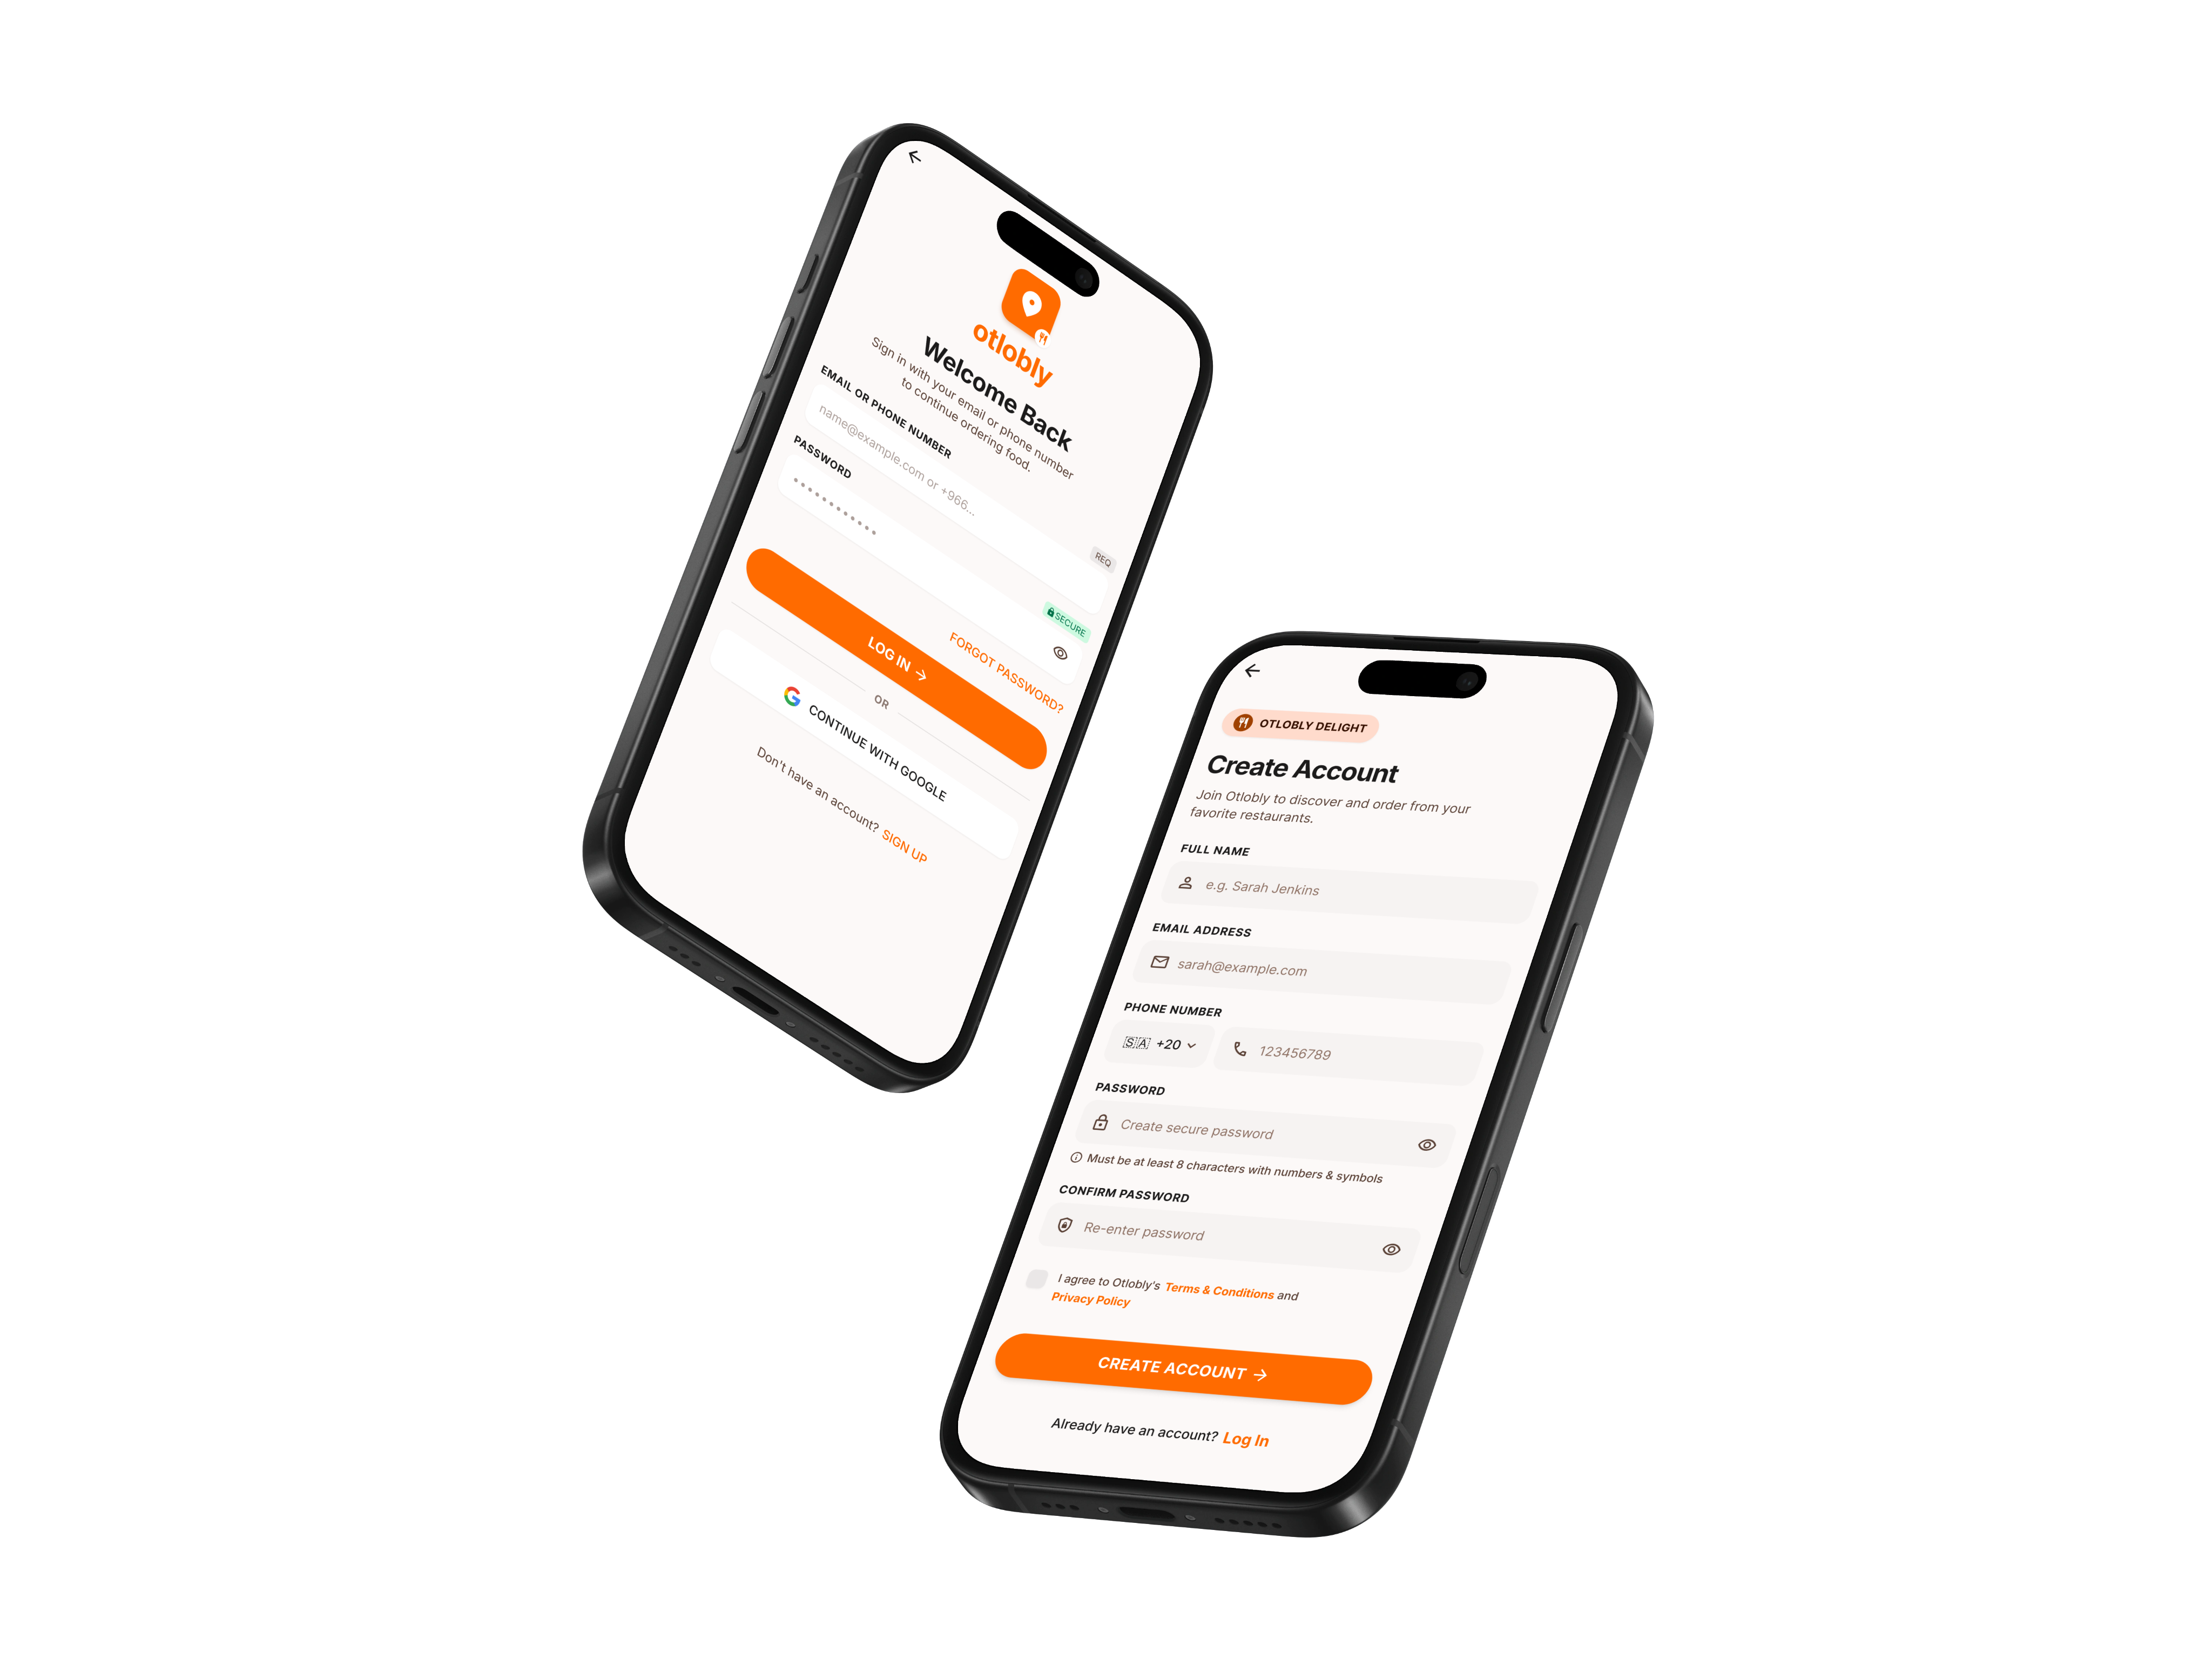 otlobly
Welcome Back
Sign in with your email or phone number
to continue ordering food.
EMAIL OR PHONE NUMBER
REQ
name@example.com or +966...
PASSWORD
SECURE
••••••••••••
FORGOT PASSWORD?
LOG IN →
OR
CONTINUE WITH GOOGLE
Don't have an account? SIGN UP
OTLOBLY DELIGHT
Create Account
Join Otlobly to discover and order from your
favorite restaurants.
FULL NAME
e.g. Sarah Jenkins
EMAIL ADDRESS
sarah@example.com
PHONE NUMBER
🇸🇦 +20
123456789
PASSWORD
Create secure password
Must be at least 8 characters with numbers & symbols
CONFIRM PASSWORD
Re-enter password
I agree to Otlobly's Terms & Conditions and
Privacy Policy
CREATE ACCOUNT →
Already have an account? Log In